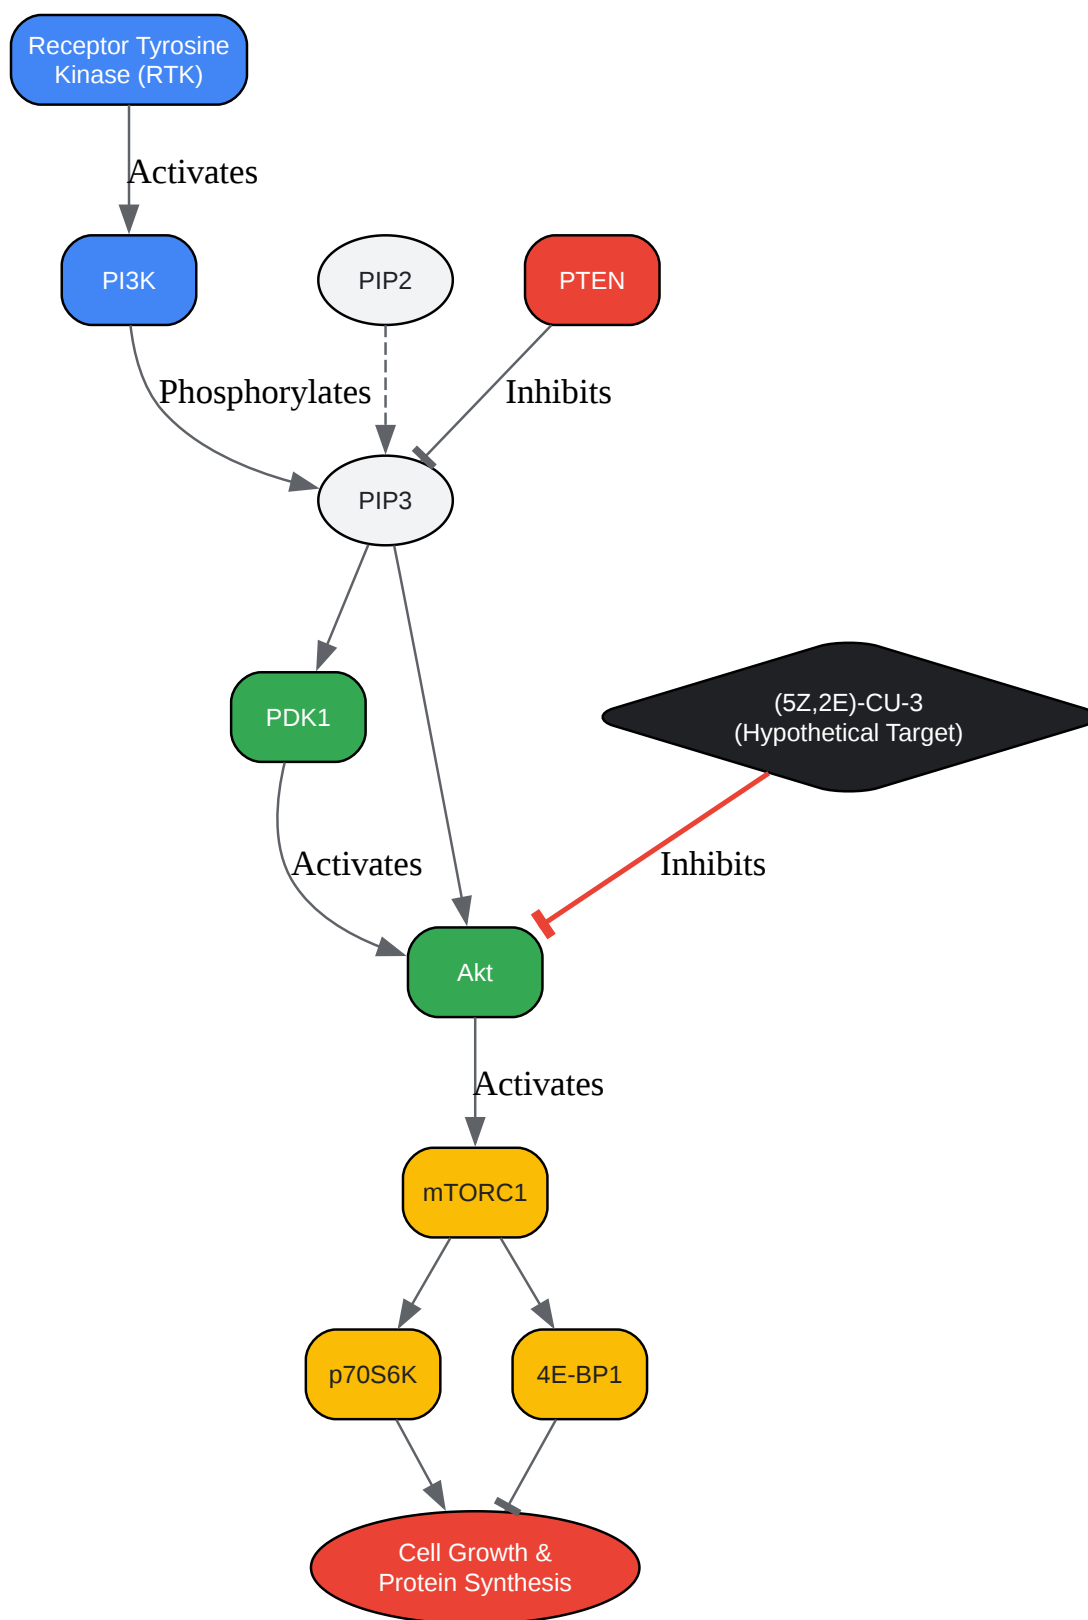 Receptor Tyrosine
Kinase (RTK)
Activates
PI3K
PIP2
PTEN
Phosphorylates
Inhibits
PIP3
PDK1
(5Z,2E)-CU-3
(Hypothetical Target)
Activates
Inhibits
Akt
Activates
mTORC1
p70S6K
4E-BP1
Cell Growth &
Protein Synthesis